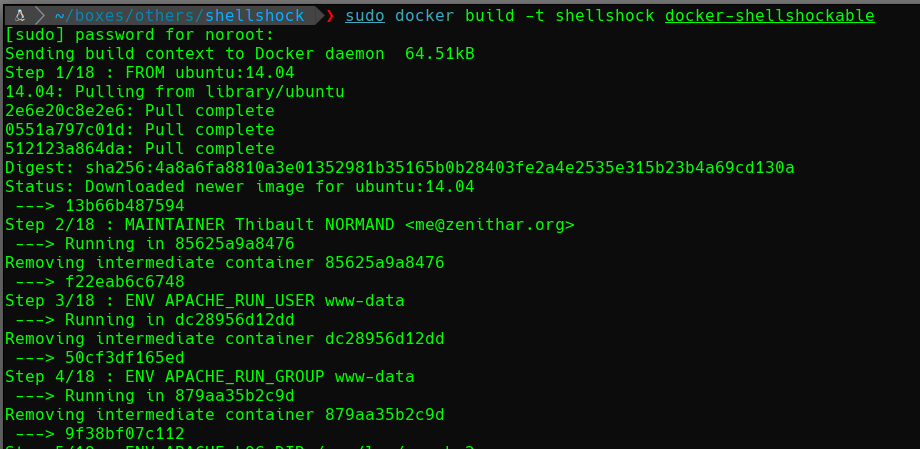 ~/boxes/others/shellshock ❯ sudo docker build -t shellshock docker-shellshockable
[sudo] password for noroot:
Sending build context to Docker daemon  64.51kB
Step 1/18 : FROM ubuntu:14.04
14.04: Pulling from library/ubuntu
2e6e20c8e2e6: Pull complete
0551a797c01d: Pull complete
512123a864da: Pull complete
Digest: sha256:4a8a6fa8810a3e01352981b35165b0b28403fe2a4e2535e315b23b4a69cd130a
Status: Downloaded newer image for ubuntu:14.04
 ---> 13b66b487594
Step 2/18 : MAINTAINER Thibault NORMAND <me@zenithar.org>
 ---> Running in 85625a9a8476
Removing intermediate container 85625a9a8476
 ---> f22eab6c6748
Step 3/18 : ENV APACHE_RUN_USER www-data
 ---> Running in dc28956d12dd
Removing intermediate container dc28956d12dd
 ---> 50cf3df165ed
Step 4/18 : ENV APACHE_RUN_GROUP www-data
 ---> Running in 879aa35b2c9d
Removing intermediate container 879aa35b2c9d
 ---> 9f38bf07c112